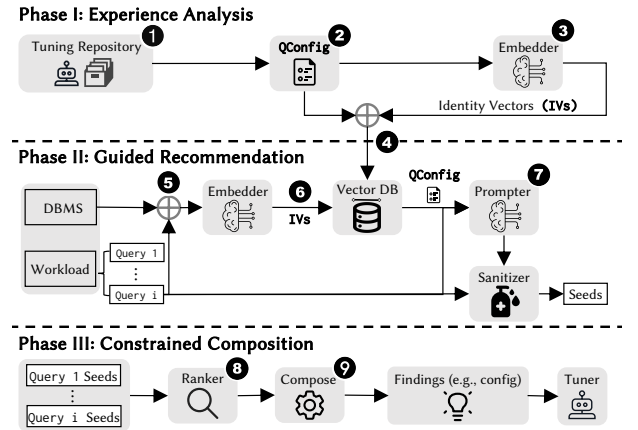 Phase I: Experience Analysis
Tuning Repository
1
QConfig
2
Embedder
3
Identity Vectors (IVs)
4
Phase II: Guided Recommendation
DBMS
Workload
Query 1
⋮
Query i
5
Embedder
6
IVs
Vector DB
QConfig
Prompter
7
Sanitizer
Seeds
Phase III: Constrained Composition
Query 1 Seeds
⋮
Query i Seeds
Ranker
8
Compose
9
Findings (e.g., config)
Tuner